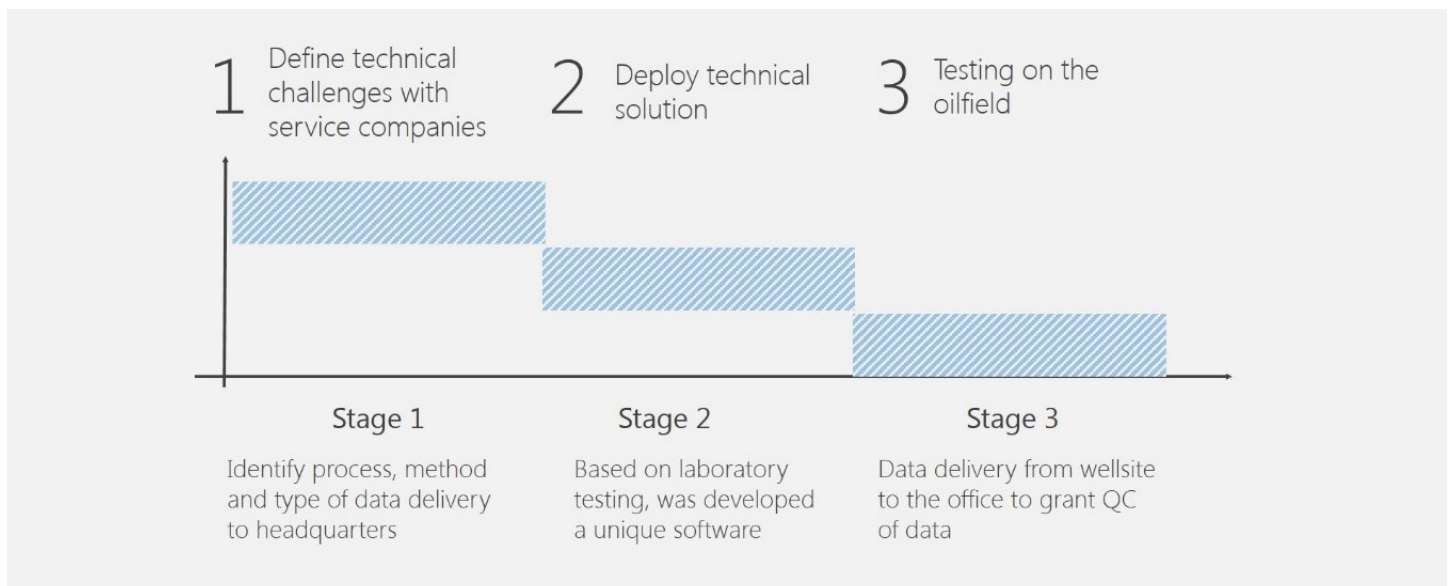 1
Define technical
challenges with
service companies
2
Deploy technical
solution
3
Testing on the
oilfield
Stage 1
Identify process, method
and type of data delivery
to headquarters
Stage 2
Based on laboratory
testing, was developed
a unique software
Stage 3
Data delivery from wellsite
to the office to grant QC
of data